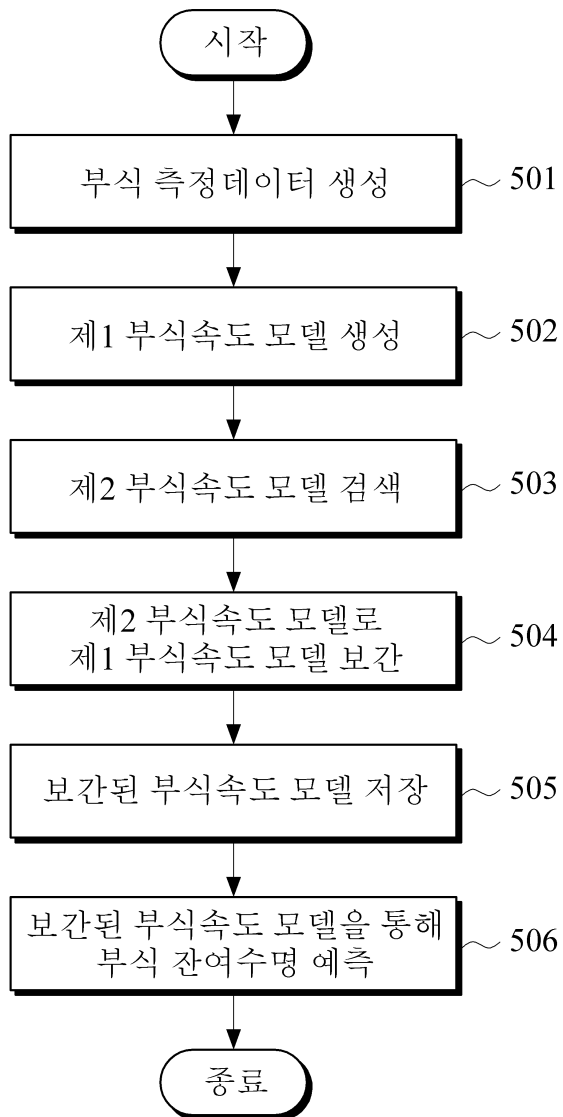 시작
부식 측정데이터 생성
501
제1 부식속도 모델 생성
502
제2 부식속도 모델 검색
503
제2 부식속도 모델로
제1 부식속도 모델 보간
504
보간된 부식속도 모델 저장
505
보간된 부식속도 모델을 통해
부식 잔여수명 예측
506
종료